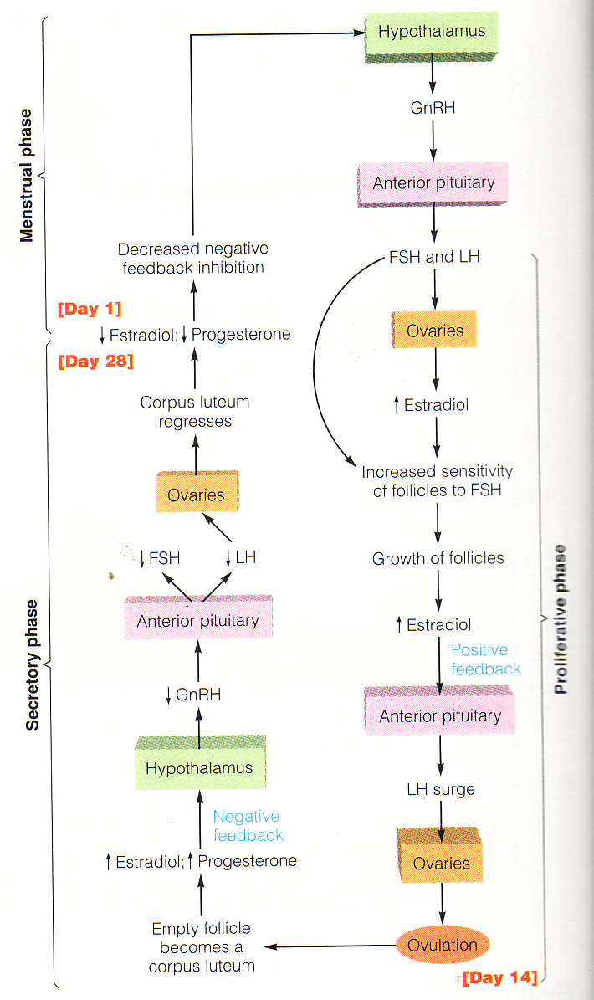 Hypothalamus
GnRH
Anterior pituitary
FSH and LH
Ovaries
↑ Estradiol
Increased sensitivity
of follicles to FSH
Growth of follicles
↑ Estradiol
Positive
feedback
Anterior pituitary
LH surge
Ovaries
Ovulation
[Day 14]
Proliferative phase
Empty follicle
becomes a
corpus luteum
↑ Estradiol; ↑ Progesterone
Negative
feedback
Hypothalamus
↓ GnRH
Anterior pituitary
↓ FSH
↓ LH
Ovaries
Corpus luteum
regresses
[Day 28]
Secretory phase
↓ Estradiol; ↓ Progesterone
[Day 1]
Decreased negative
feedback inhibition
Menstrual phase